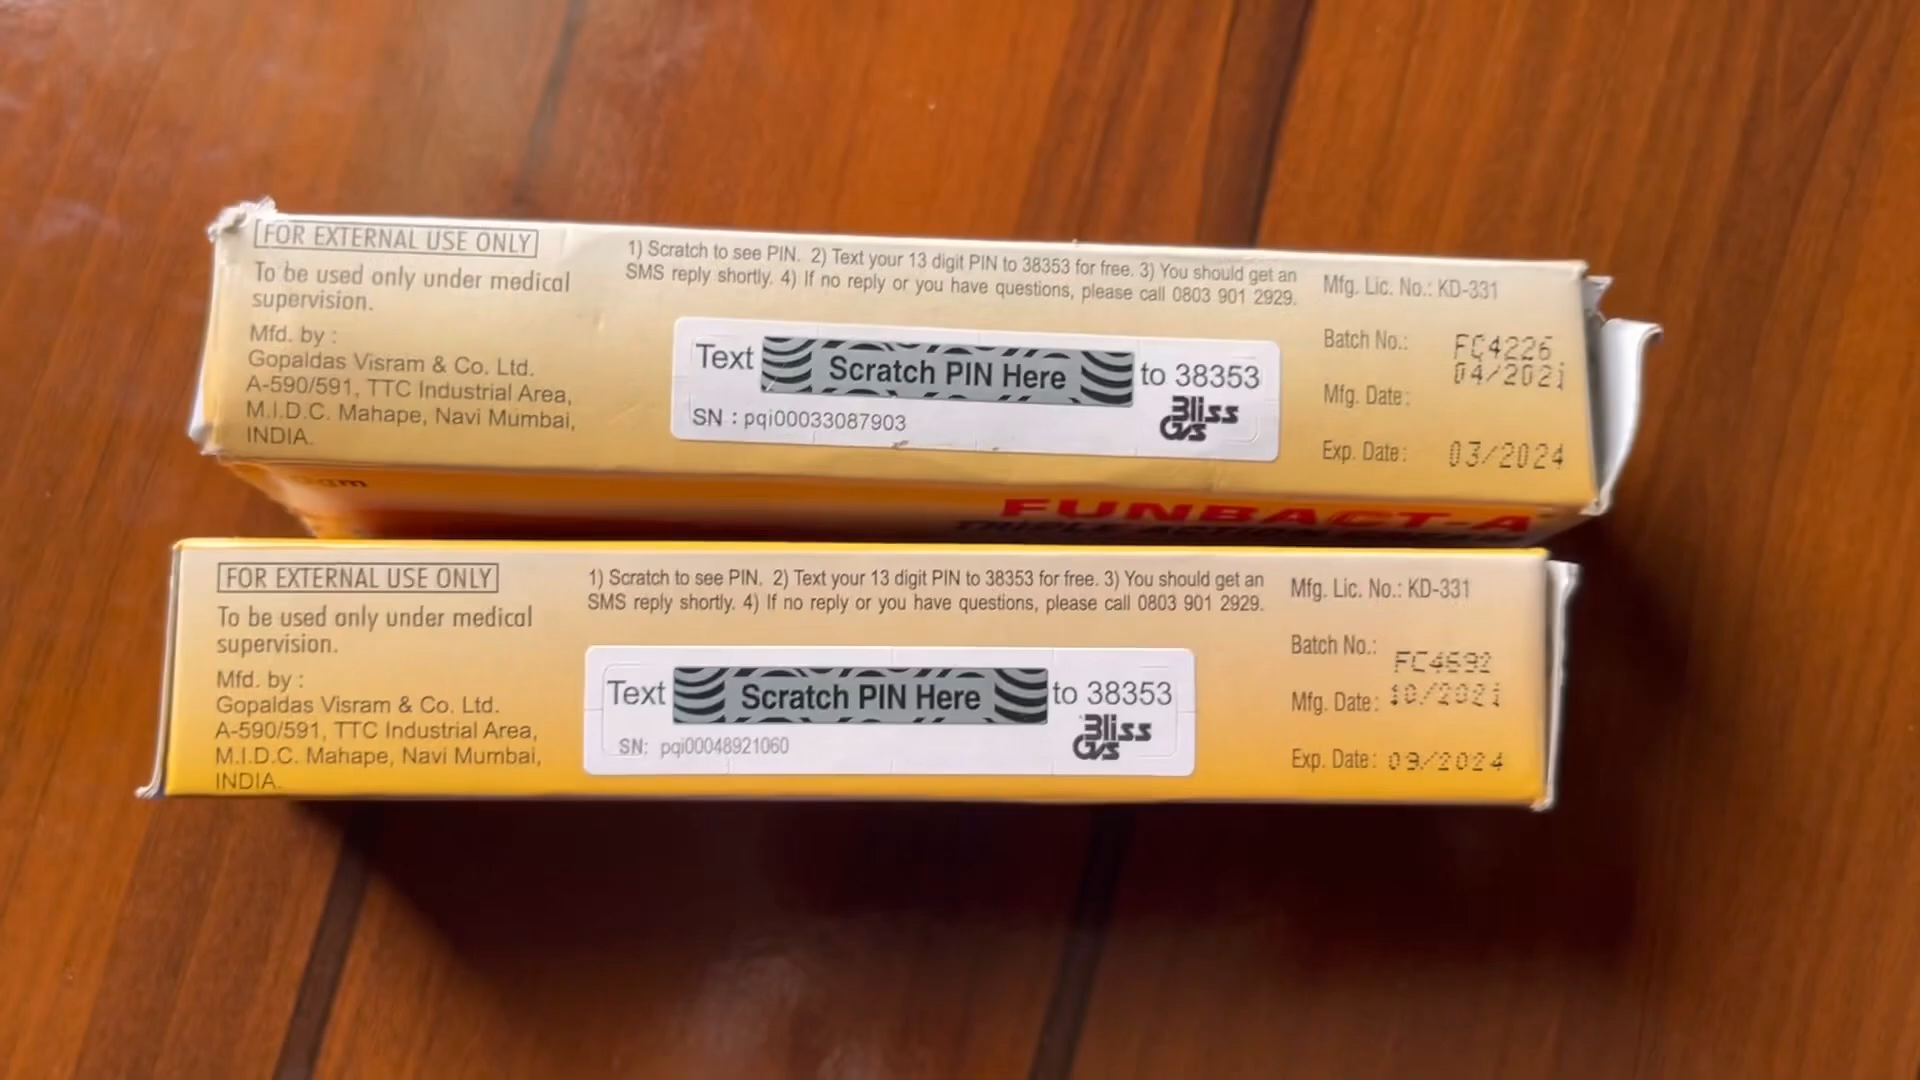 FOR EXTERNAL USE ONLY
To be used only under medical
supervision.
Mfd. by :
Gopaldas Visram & Co. Ltd.
A-590/591, TTC Industrial Area,
M.I.D.C. Mahape, Navi Mumbai,
INDIA.
1) Scratch to see PIN. 2) Text your 13 digit PIN to 38353 for free. 3) You should get an
SMS reply shortly. 4) If no reply or you have questions, please call 0803 901 2929.
Text Scratch PIN Here to 38353
SN : pqi00033087903
Bliss
GVS
Mfg. Lic. No.: KD-331
Batch No.: FC4226
Mfg. Date: 04/2021
Exp. Date: 03/2024
gm
FUNBACT-A
TRIPLE ACTION
FOR EXTERNAL USE ONLY
To be used only under medical
supervision.
Mfd. by :
Gopaldas Visram & Co. Ltd.
A-590/591, TTC Industrial Area,
M.I.D.C. Mahape, Navi Mumbai,
INDIA.
1) Scratch to see PIN. 2) Text your 13 digit PIN to 38353 for free. 3) You should get an
SMS reply shortly. 4) If no reply or you have questions, please call 0803 901 2929.
Text Scratch PIN Here to 38353
SN: pqi00048921060
Bliss
GVS
Mfg. Lic. No.: KD-331
Batch No.: FC4692
Mfg. Date: 10/2021
Exp. Date: 09/2024